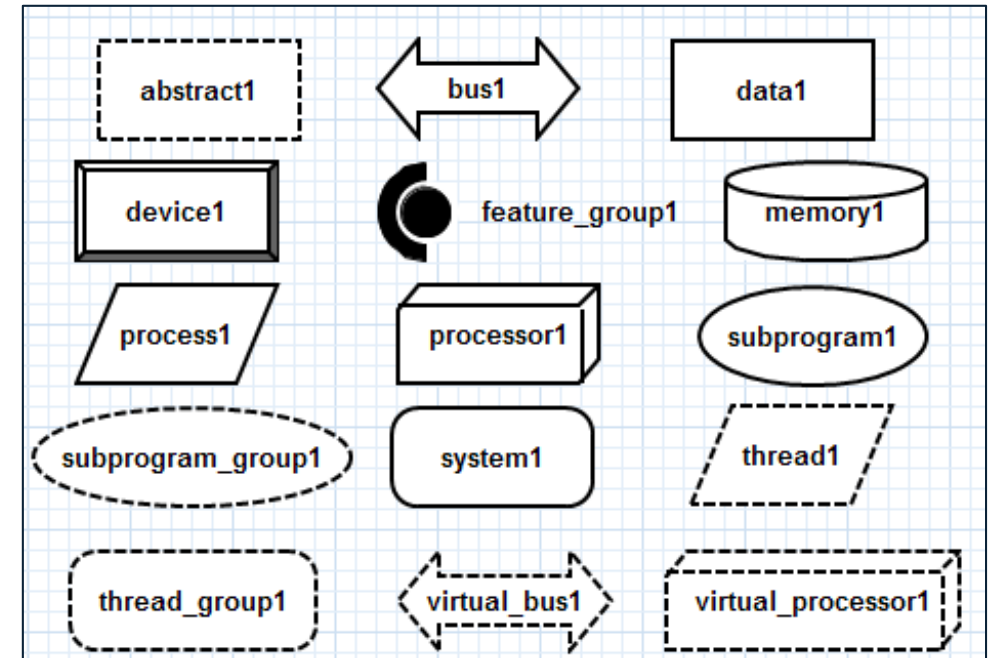 abstract1
bus1
data1
device1
feature_group1
memory1
process1
processor1
subprogram1
subprogram_group1
system1
thread1
thread_group1
virtual_bus1
virtual_processor1